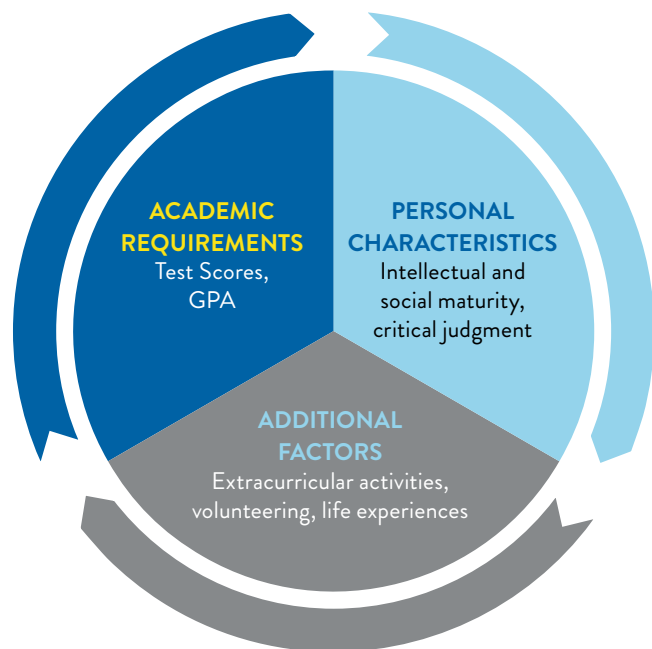 ACADEMIC
REQUIREMENTS
Test Scores,
GPA
PERSONAL
CHARACTERISTICS
Intellectual and
social maturity,
critical judgment
ADDITIONAL
FACTORS
Extracurricular activities,
volunteering, life experiences